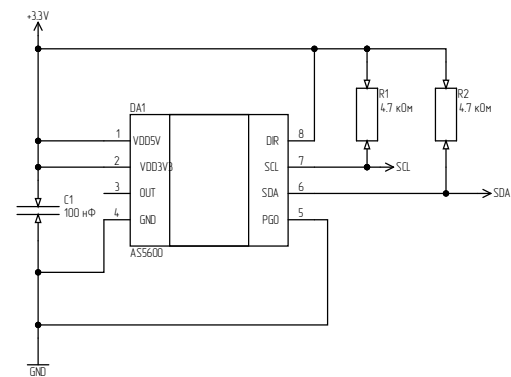 +3.3V
DA1
R1
4.7 кОм
R2
4.7 кОм
1 VDD5V DIR 8
2 VDD3V3 SCL 7 SCL
3 OUT SDA 6 SDA
4 GND PGO 5
C1
100 нФ
AS5600
GND